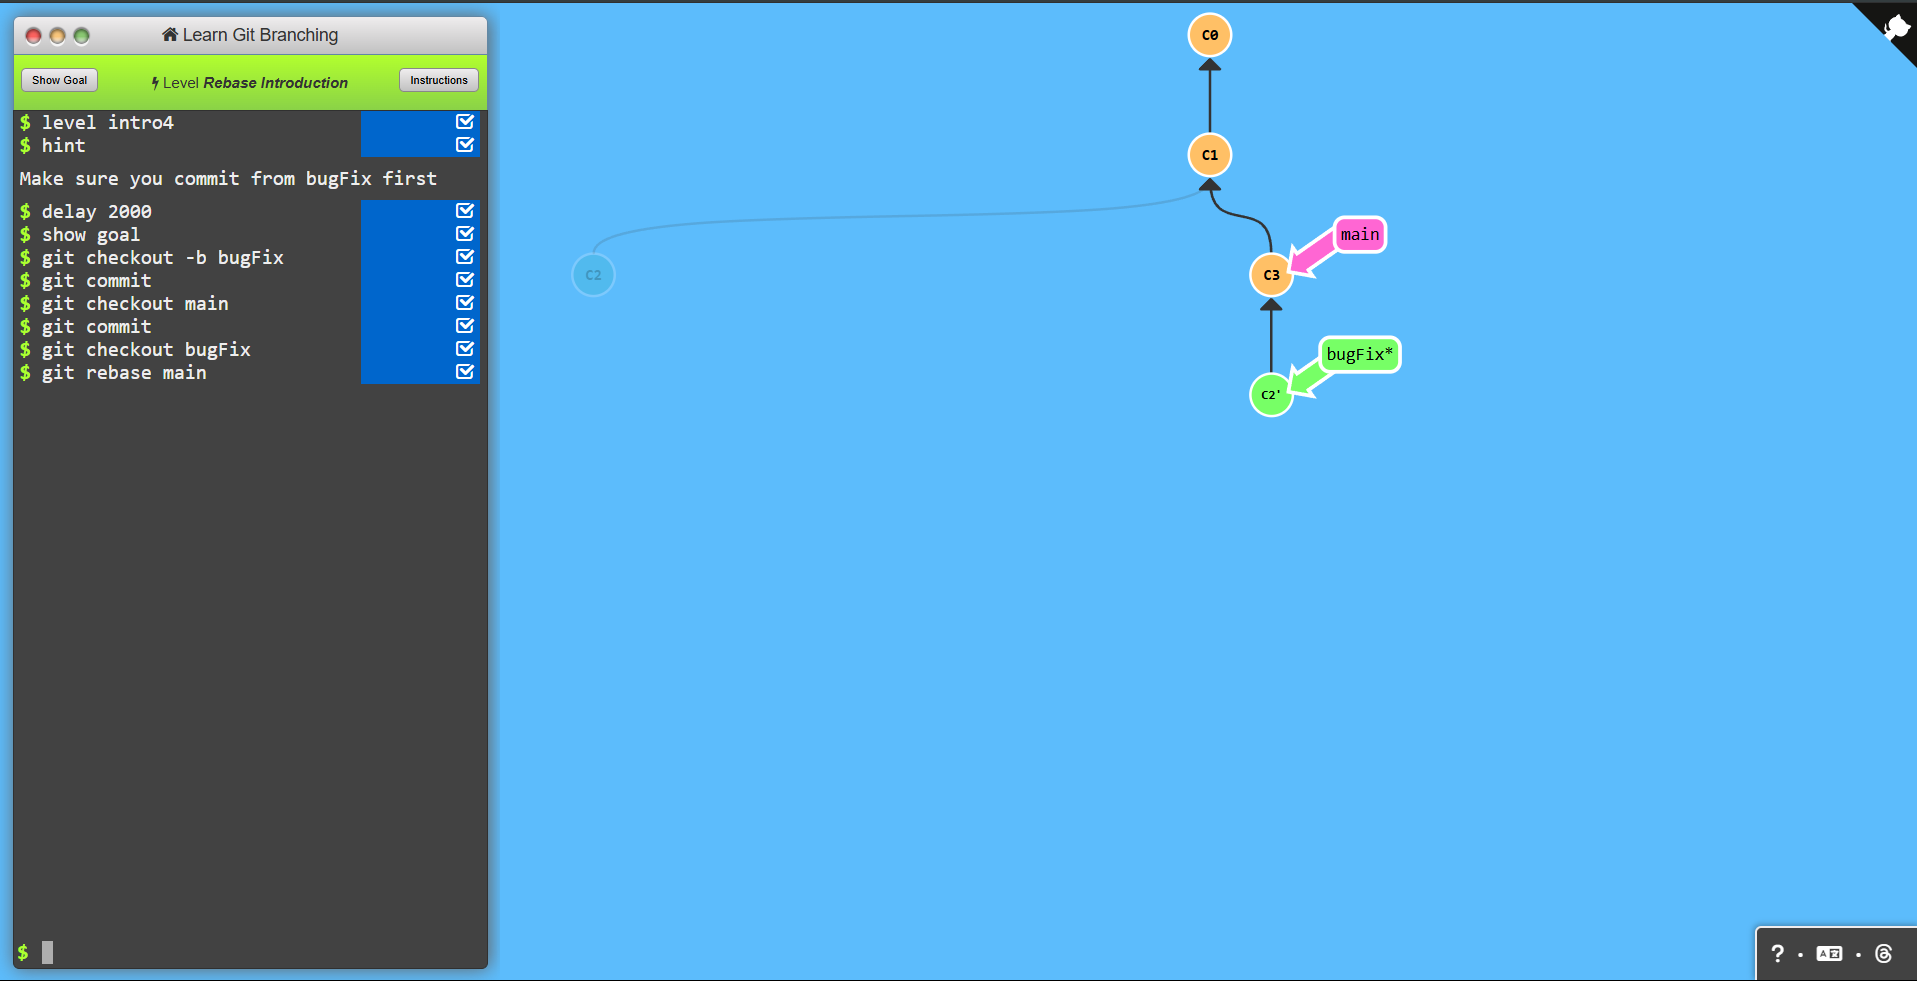 Learn Git Branching
Show Goal
Level Rebase Introduction
Instructions
$ level intro4
$ hint
Make sure you commit from bugFix first
$ delay 2000
$ show goal
$ git checkout -b bugFix
$ git commit
$ git checkout main
$ git commit
$ git checkout bugFix
$ git rebase main
$
C0
C1
C2
C3
main
bugFix*
C2'
?